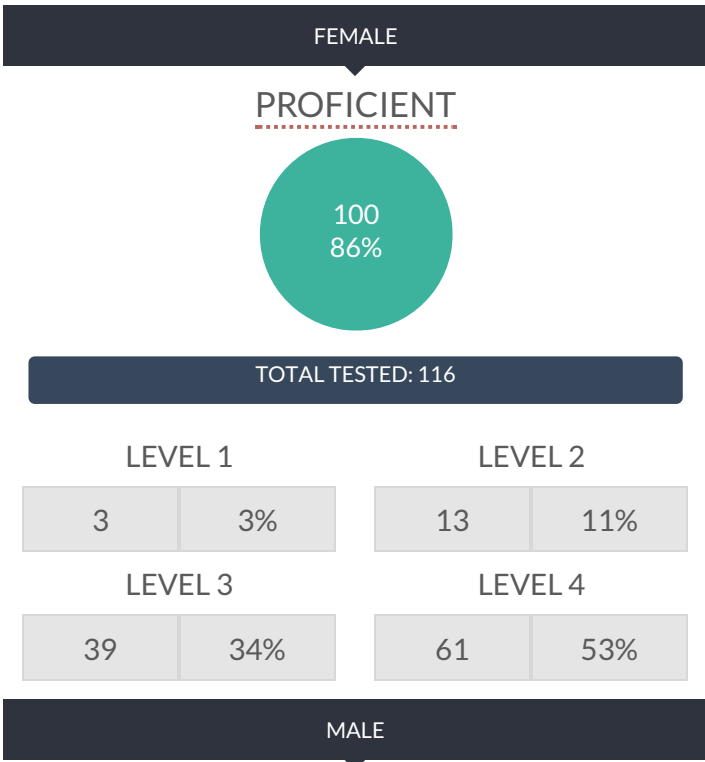 FEMALE
PROFICIENT
100
86%
TOTAL TESTED: 116
LEVEL 1
LEVEL 2
3 3% 13 11%
LEVEL 3
LEVEL 4
39 34% 61 53%
MALE